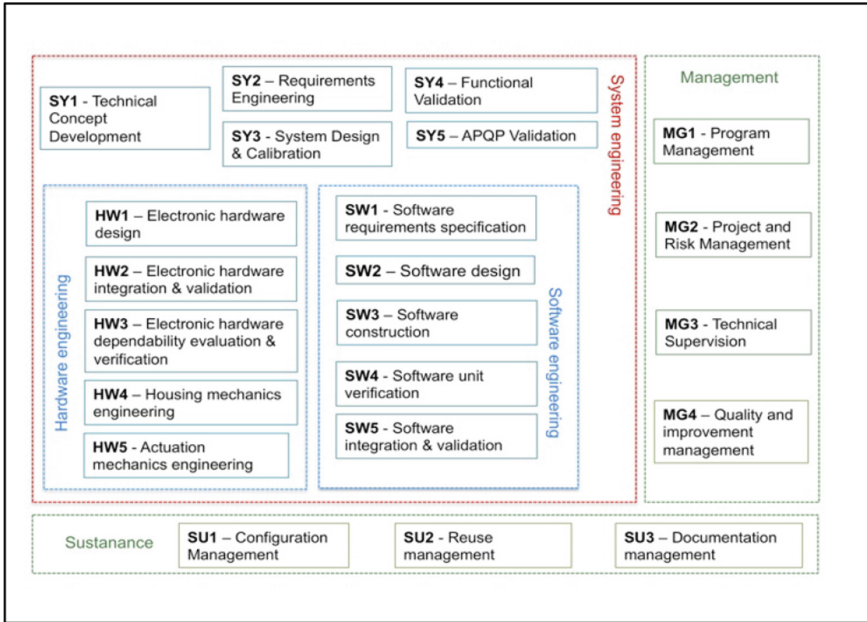 SY1 - Technical
Concept
Development
SY2 – Requirements
Engineering
SY3 - System Design
& Calibration
SY4 – Functional
Validation
SY5 – APQP Validation
System engineering
Hardware engineering
HW1 – Electronic hardware
design
HW2 – Electronic hardware
integration & validation
HW3 – Electronic hardware
dependability evaluation &
verification
HW4 – Housing mechanics
engineering
HW5 - Actuation
mechanics engineering
SW1 - Software
requirements specification
SW2 – Software design
SW3 – Software
construction
SW4 - Software unit
verification
SW5 – Software
integration & validation
Software engineering
Management
MG1 - Program
Management
MG2 - Project and
Risk Management
MG3 - Technical
Supervision
MG4 – Quality and
improvement
management
Sustanance
SU1 – Configuration
Management
SU2 - Reuse
management
SU3 – Documentation
management